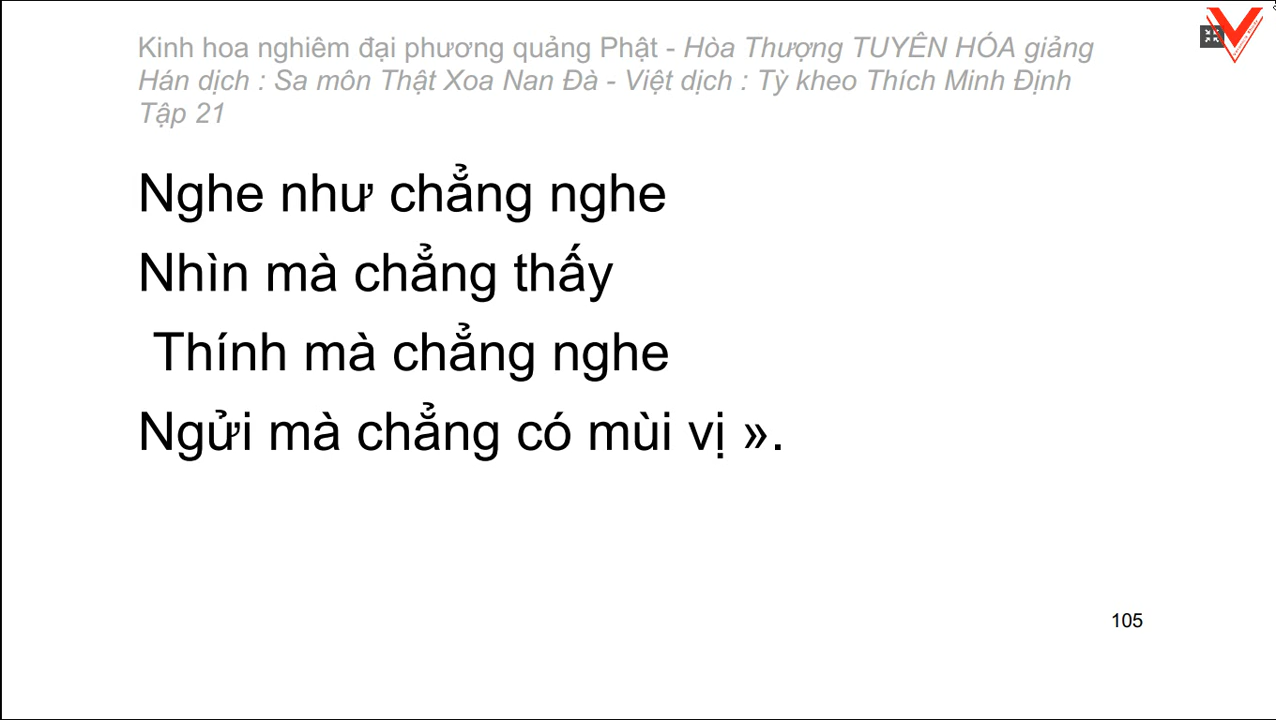 Kinh hoa nghiêm đại phương quảng Phật - Hòa Thượng TUYÊN HÓA giảng
Hán dịch : Sa môn Thật Xoa Nan Đà - Việt dịch : Tỳ kheo Thích Minh Định
Tập 21
Nghe như chẳng nghe
Nhìn mà chẳng thấy
Thính mà chẳng nghe
Ngửi mà chẳng có mùi vị ».
105